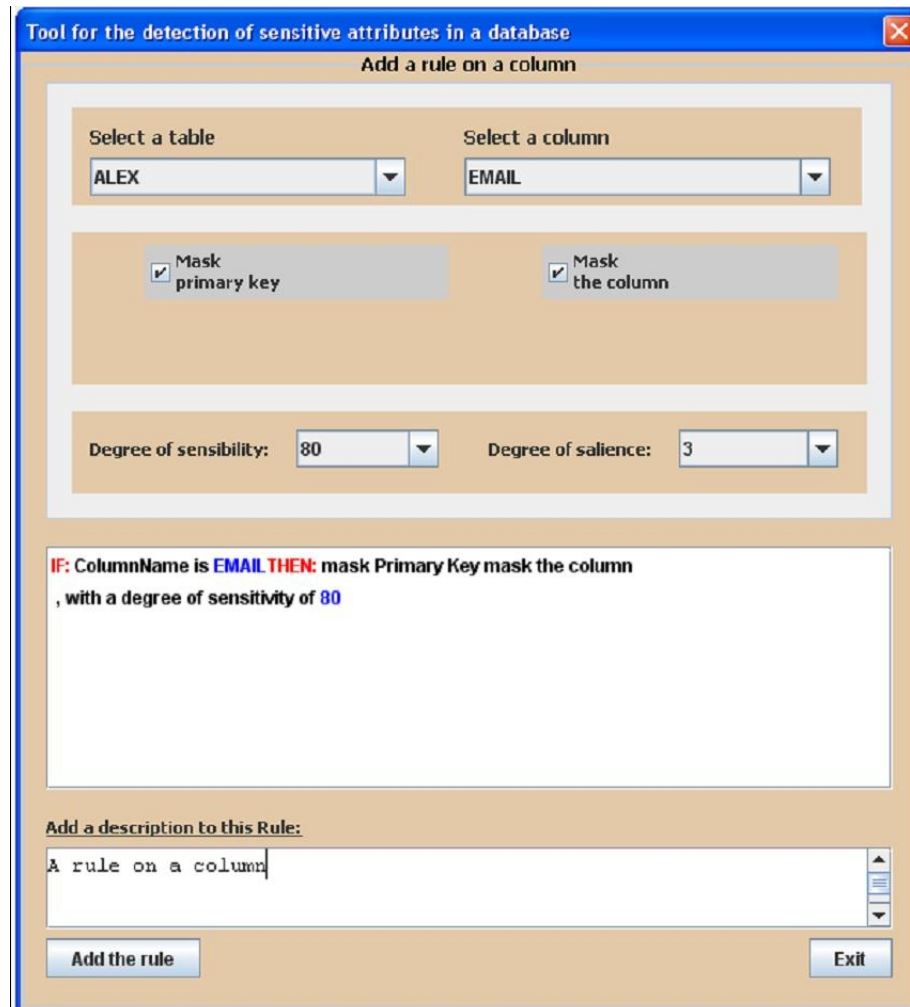 Tool for the detection of sensitive attributes in a database
Add a rule on a column
Select a table
Select a column
ALEX
EMAIL
Mask
primary key
Mask
the column
Degree of sensibility:
80
Degree of salience:
3
IF: ColumnName is EMAILTHEN: mask Primary Key mask the column
, with a degree of sensitivity of 80
Add a description to this Rule:
A rule on a column
Add the rule
Exit